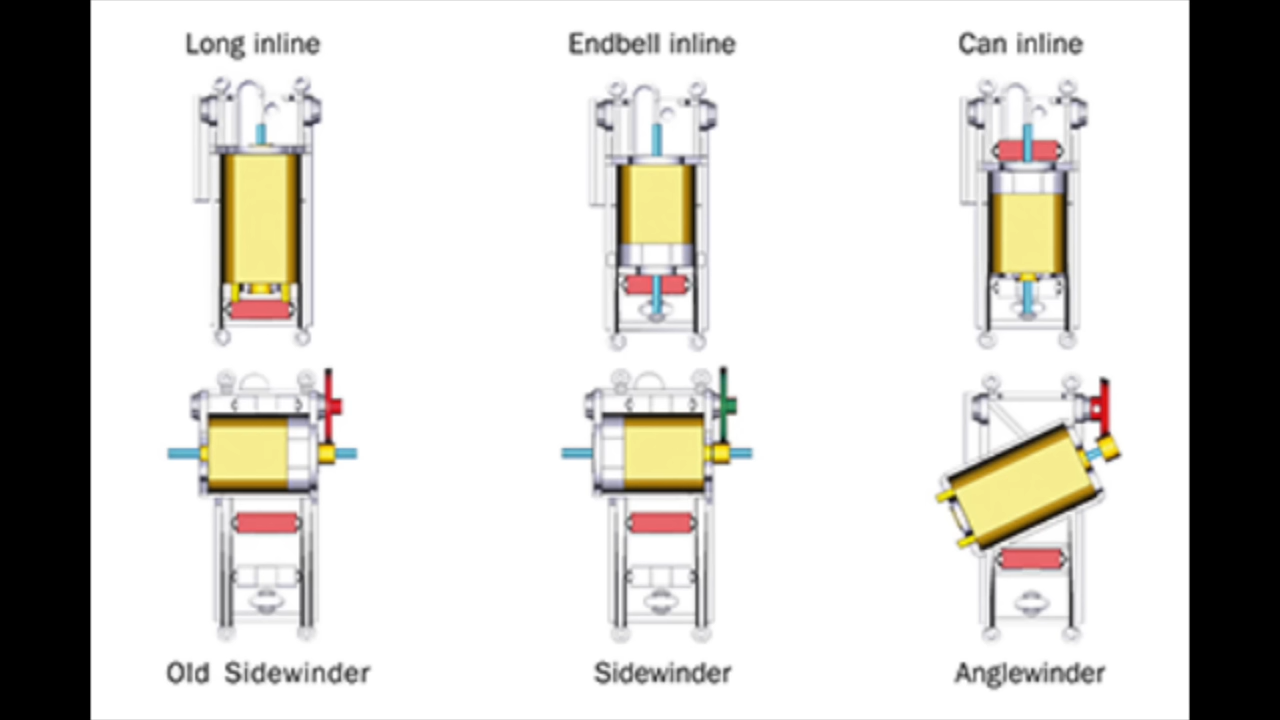 Long inline
Endbell inline
Can inline
Old Sidewinder
Sidewinder
Anglewinder